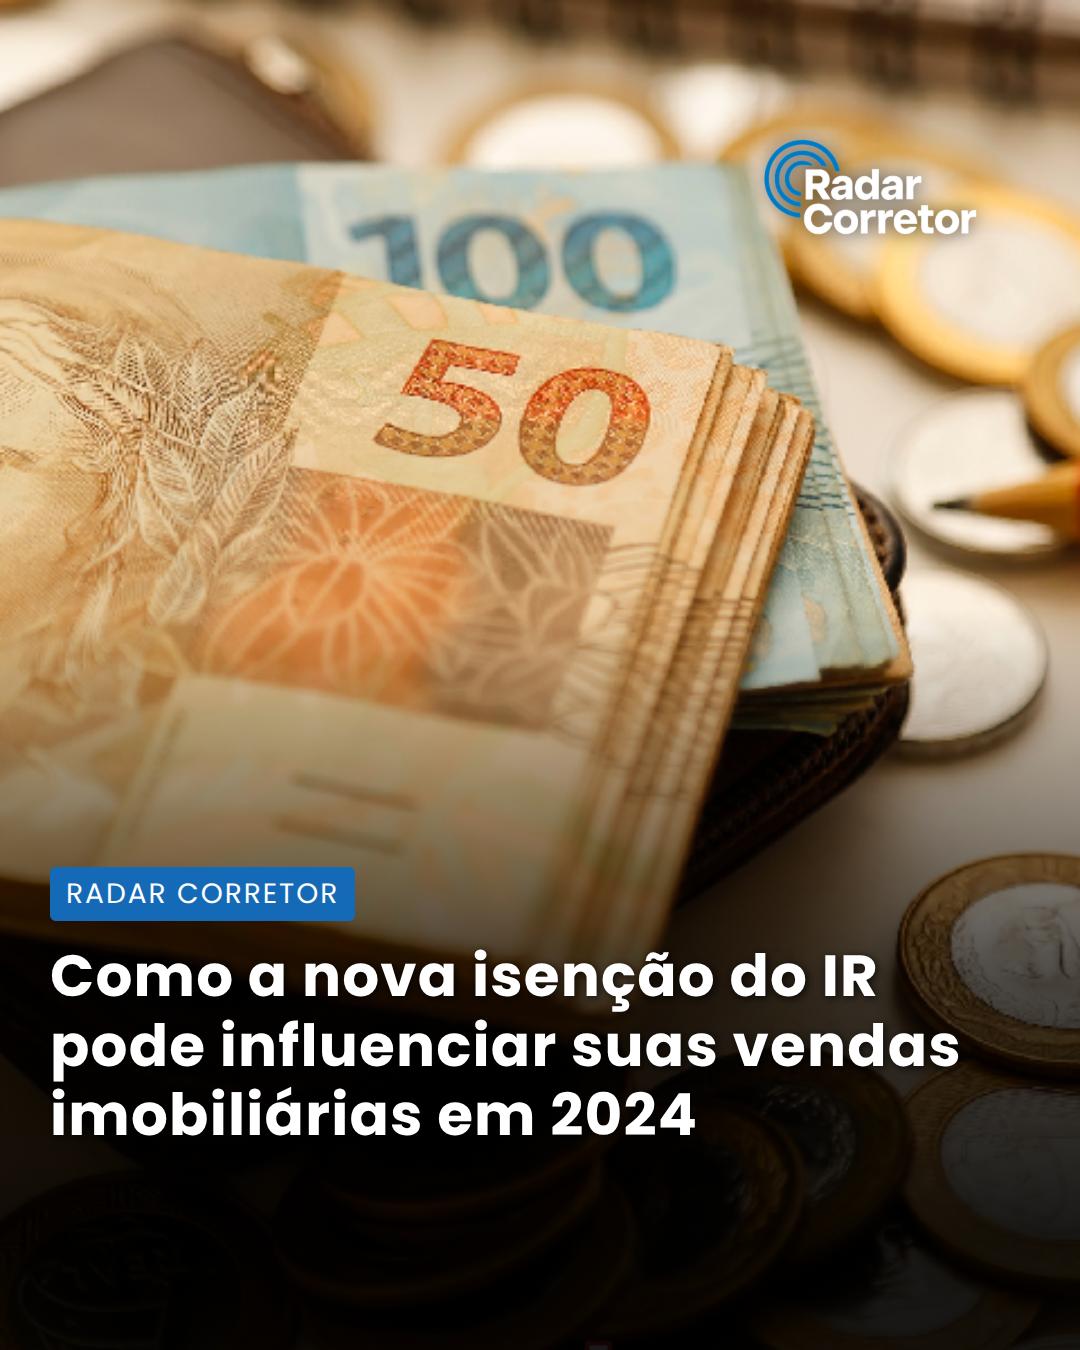 Radar
Corretor
100
50
RADAR CORRETOR
Como a nova isenção do IR
pode influenciar suas vendas
imobiliárias em 2024